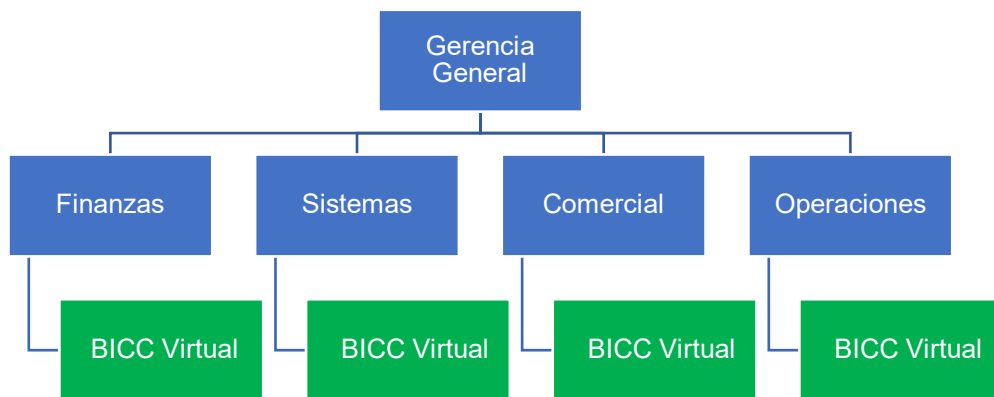 Gerencia
General
Finanzas
Sistemas
Comercial
Operaciones
BICC Virtual
BICC Virtual
BICC Virtual
BICC Virtual